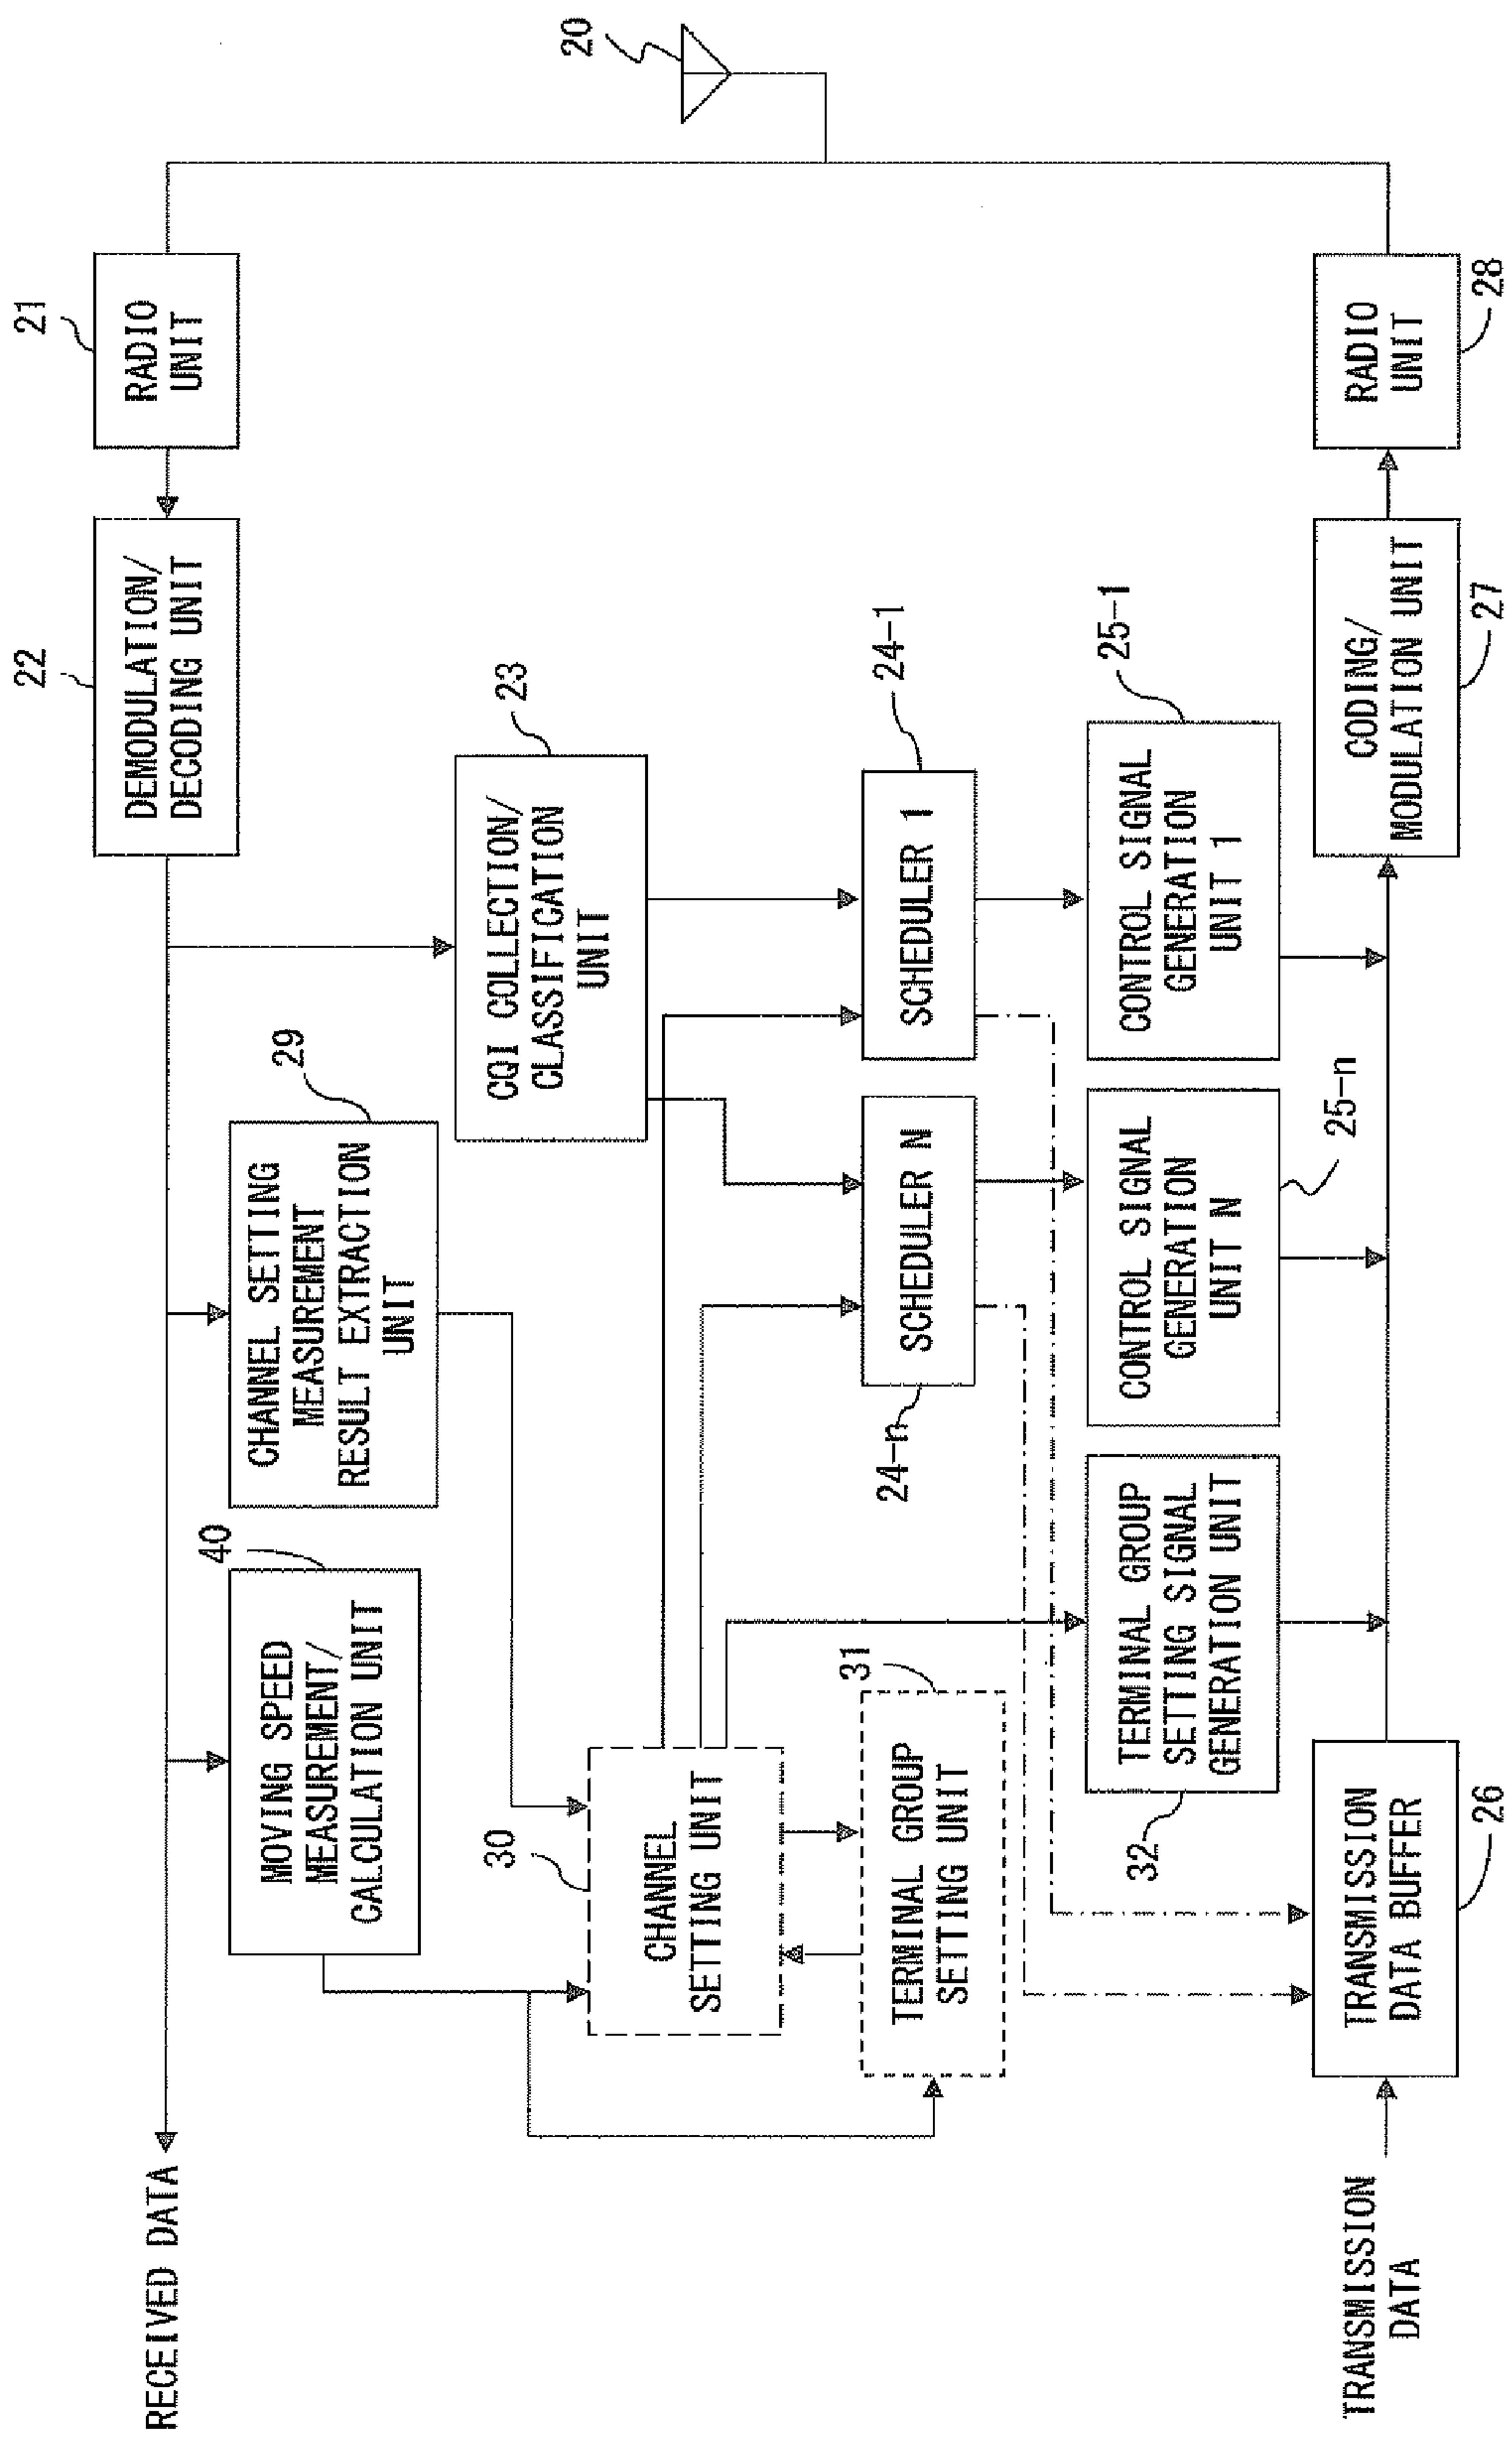 20
21
RADIO
UNIT
22
DEMODULATION/
DECODING UNIT
RECEIVED DATA
40
MOVING SPEED
MEASUREMENT/
CALCULATION UNIT
29
CHANNEL SETTING
MEASUREMENT
RESULT EXTRACTION
UNIT
23
CQI COLLECTION/
CLASSIFICATION
UNIT
30
CHANNEL
SETTING UNIT
31
TERMINAL GROUP
SETTING UNIT
24-n
SCHEDULER N
24-1
SCHEDULER 1
32
TERMINAL GROUP
SETTING SIGNAL
GENERATION UNIT
25-n
CONTROL SIGNAL
GENERATION
UNIT N
25-1
CONTROL SIGNAL
GENERATION
UNIT 1
TRANSMISSION
DATA
TRANSMISSION
DATA BUFFER
26
CODING/
MODULATION UNIT
27
RADIO
UNIT
28